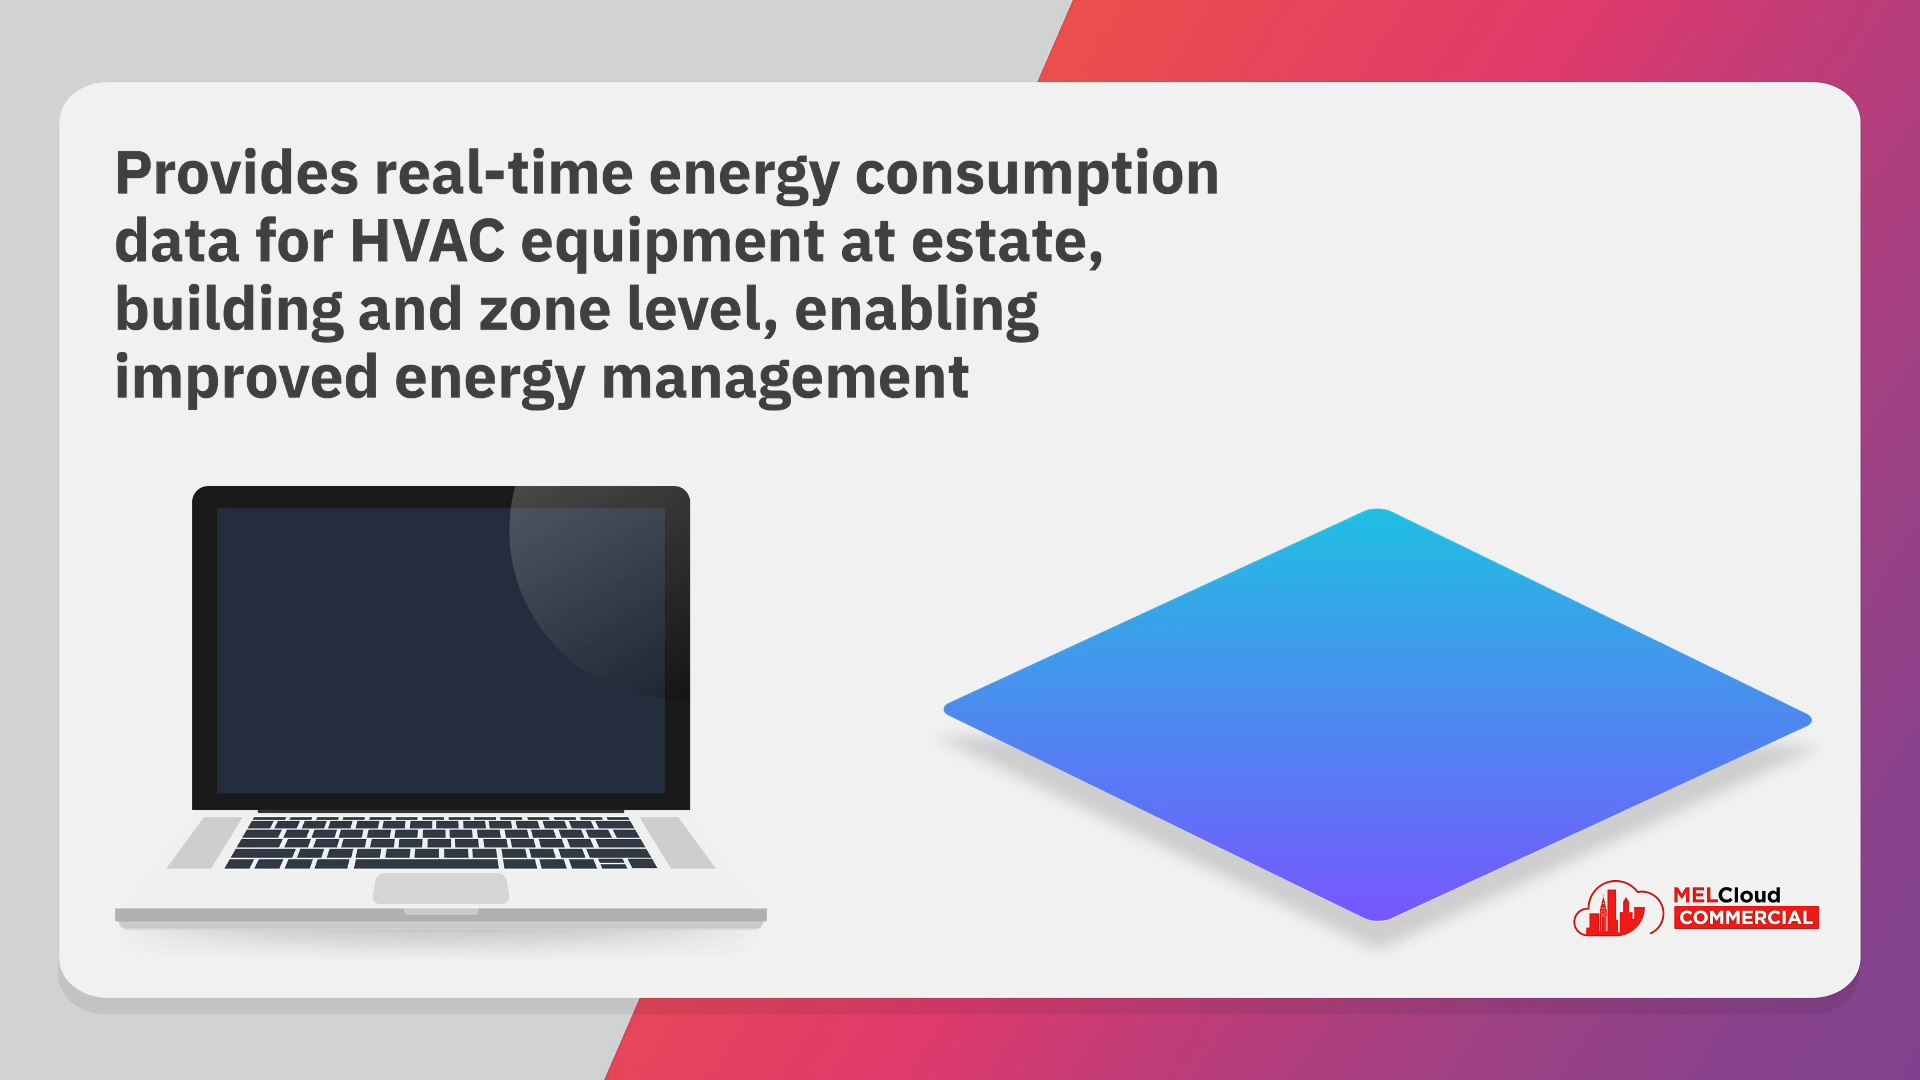 Provides real-time energy consumption
data for HVAC equipment at estate,
building and zone level, enabling
improved energy management
MELCloud
COMMERCIAL